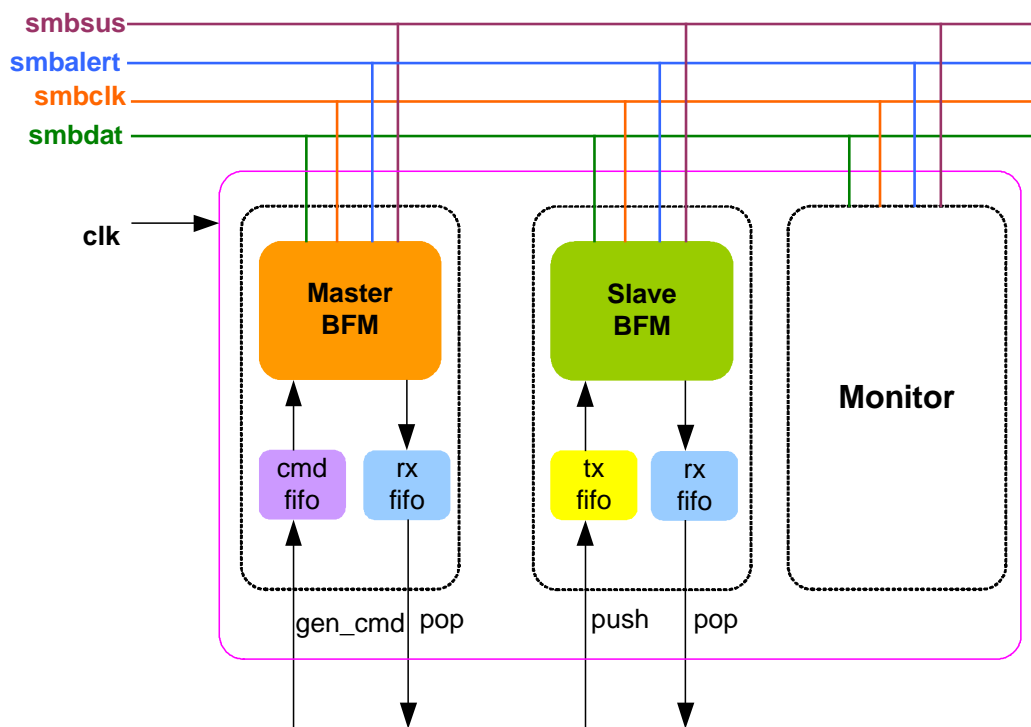 smbsus
smbalert
smbclk
smbdat
clk
Master
BFM
Slave
BFM
Monitor
cmd
fifo
rx
fifo
tx
fifo
rx
fifo
gen_cmd
pop
push
pop